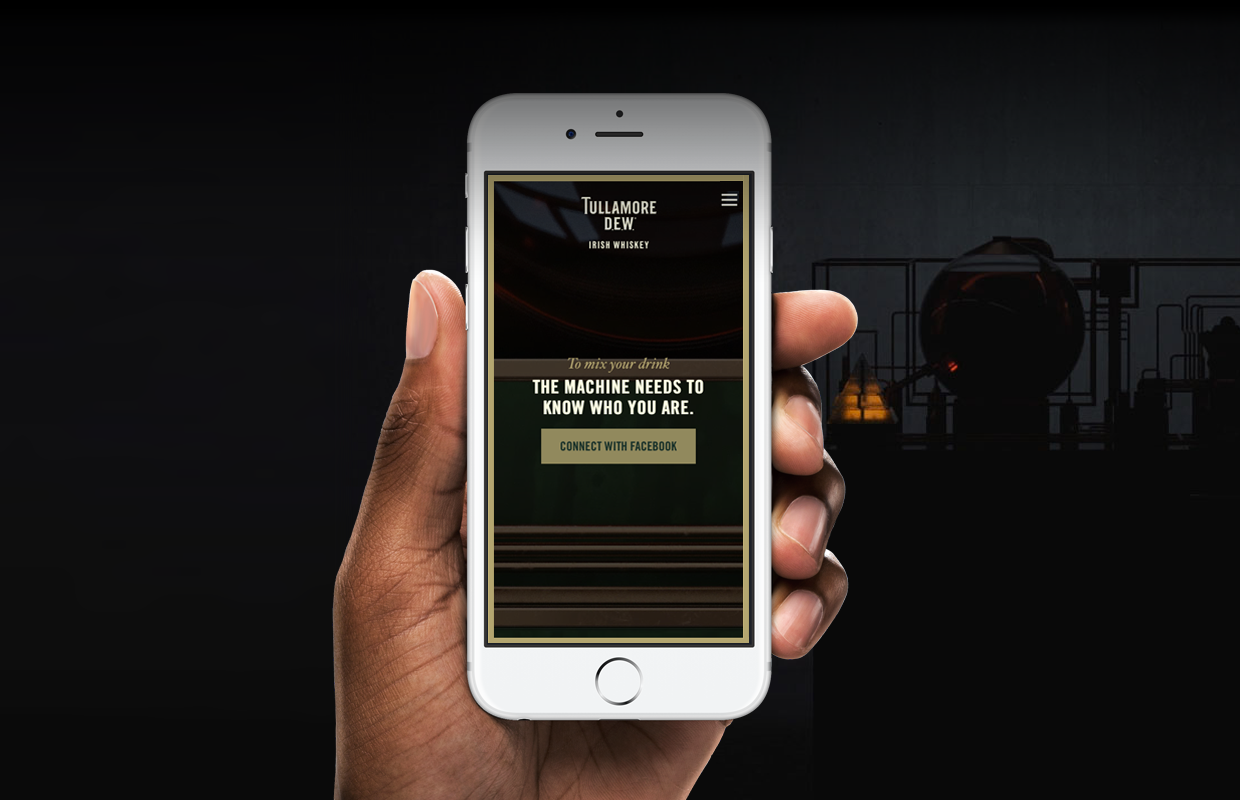 TULLAMORE
D.E.W.
IRISH WHISKEY
To mix your drink
THE MACHINE NEEDS TO
KNOW WHO YOU ARE.
CONNECT WITH FACEBOOK